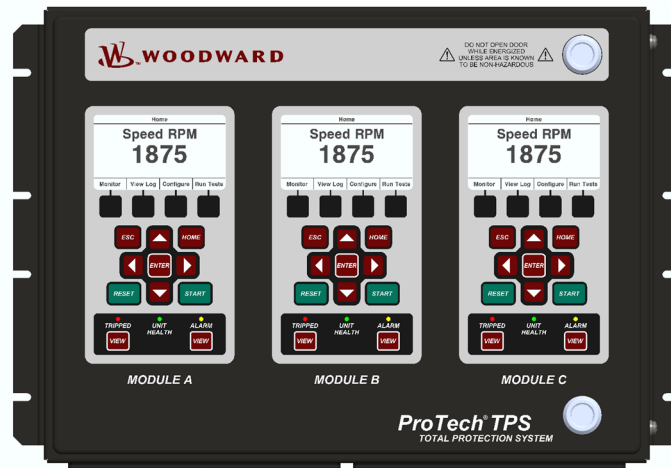 WOODWARD
DO NOT OPEN DOOR
WHILE ENERGIZED
UNLESS AREA IS KNOWN
TO BE NON-HAZARDOUS
Home
Speed RPM
1875
Monitor View Log Configure Run Tests
ESC HOME
ENTER
RESET START
TRIPPED UNIT HEALTH ALARM
VIEW VIEW
MODULE A
Home
Speed RPM
1875
Monitor View Log Configure Run Tests
ESC HOME
ENTER
RESET START
TRIPPED UNIT HEALTH ALARM
VIEW VIEW
MODULE B
Home
Speed RPM
1875
Monitor View Log Configure Run Tests
ESC HOME
ENTER
RESET START
TRIPPED UNIT HEALTH ALARM
VIEW VIEW
MODULE C
ProTech® TPS
TOTAL PROTECTION SYSTEM